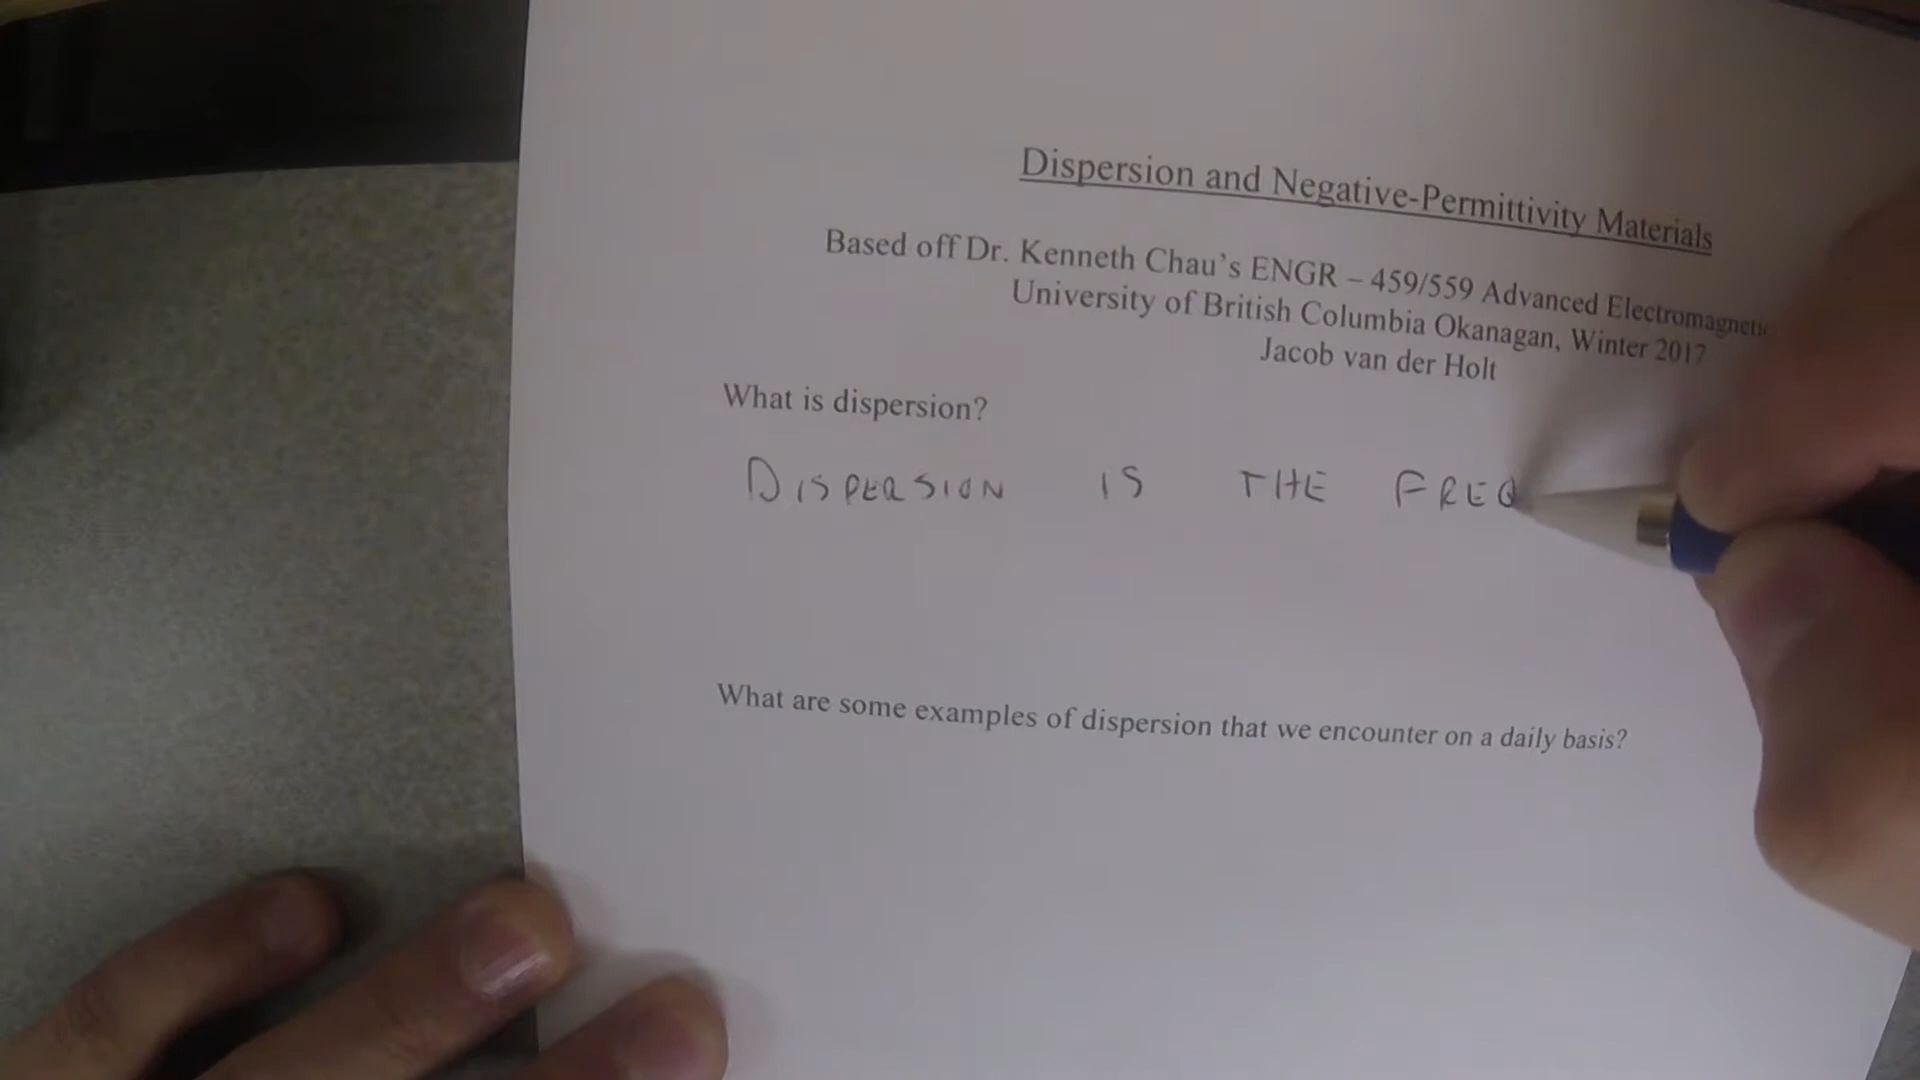 Dispersion and Negative-Permittivity Materials
Based off Dr. Kenneth Chau's ENGR – 459/559 Advanced Electromagnetic
University of British Columbia Okanagan, Winter 2017
Jacob van der Holt
What is dispersion?
DISPERSION IS THE FREQ
What are some examples of dispersion that we encounter on a daily basis?